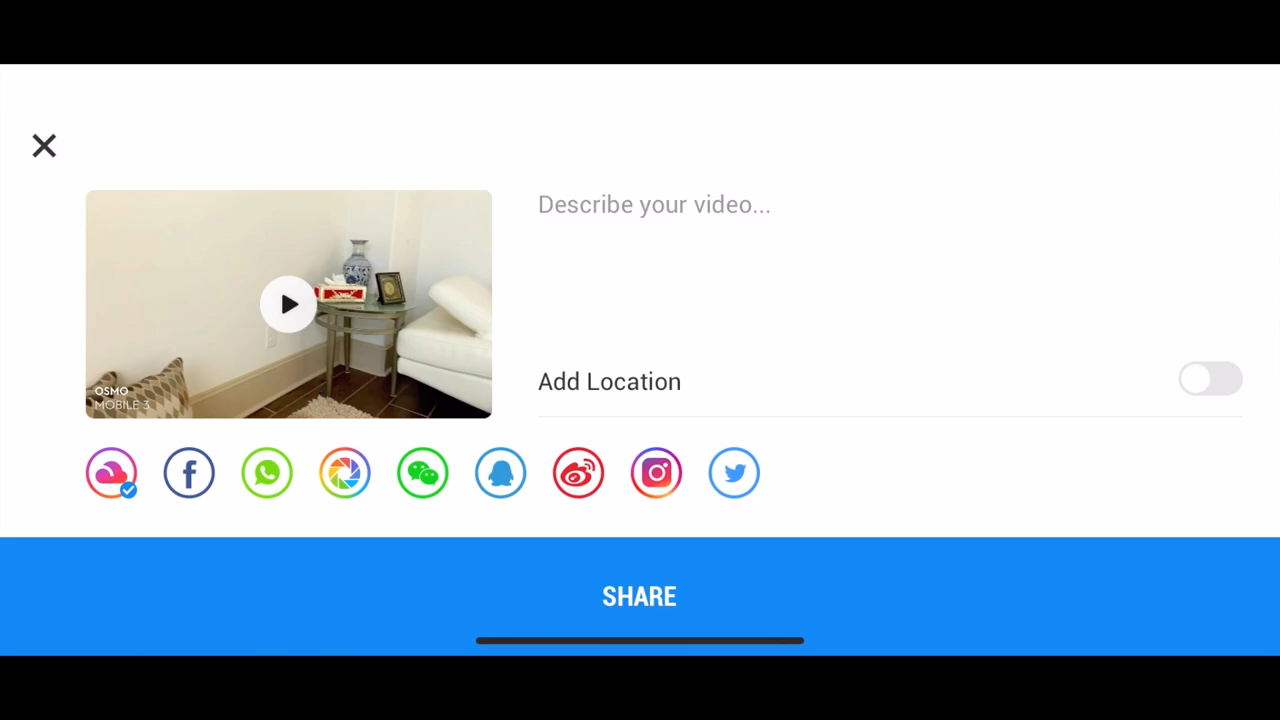 Describe your video...
OSMO
MOBILE 3
Add Location
SHARE